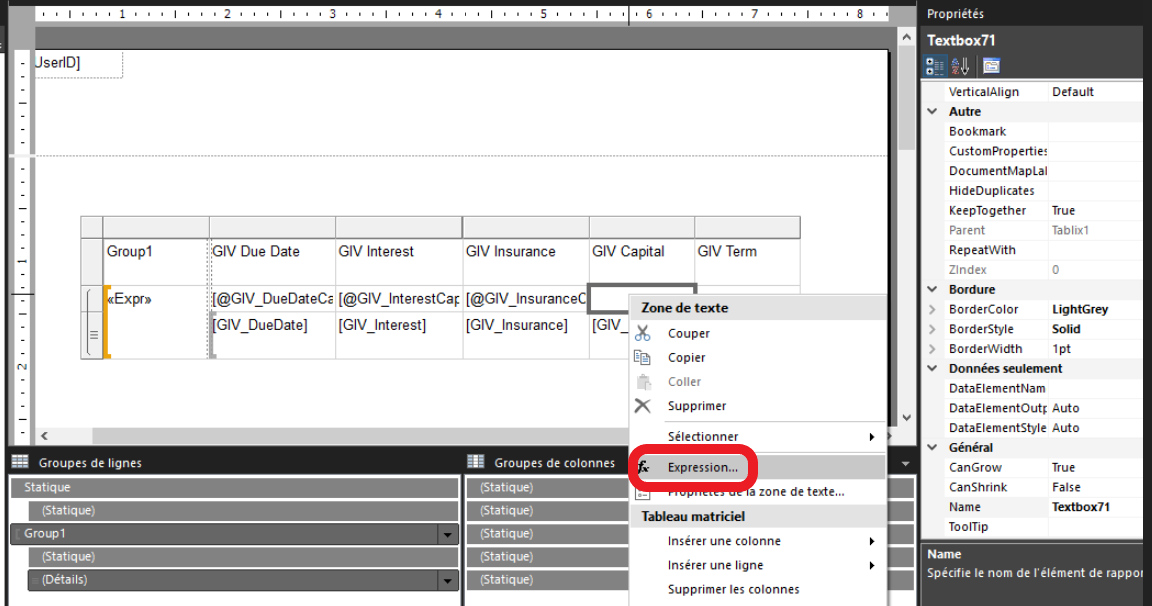 1 2 3 4 5 6 7 8
UserID]
Group1 GIV Due Date GIV Interest GIV Insurance GIV Capital GIV Term
«Expr» [@GIV_DueDateCa [@GIV_InterestCap [@GIV_InsuranceC
[GIV_DueDate] [GIV_Interest] [GIV_Insurance] [GIV_
1
2
Zone de texte
Couper
Copier
Coller
Supprimer
Sélectionner
fx Expression...
Propriétés de la zone de texte...
Tableau matriciel
Insérer une colonne
Insérer une ligne
Supprimer les colonnes
Groupes de lignes
Statique
(Statique)
Group1
(Statique)
(Détails)
Groupes de colonnes
(Statique)
(Statique)
(Statique)
(Statique)
(Statique)
Propriétés
Textbox71
VerticalAlign Default
Autre
Bookmark
CustomProperties
DocumentMapLal
HideDuplicates
KeepTogether True
Parent Tablix1
RepeatWith
ZIndex 0
Bordure
BorderColor LightGrey
BorderStyle Solid
BorderWidth 1pt
Données seulement
DataElementNam
DataElementOutp Auto
DataElementStyle Auto
Général
CanGrow True
CanShrink False
Name Textbox71
ToolTip
Name
Spécifie le nom de l'élément de rappor